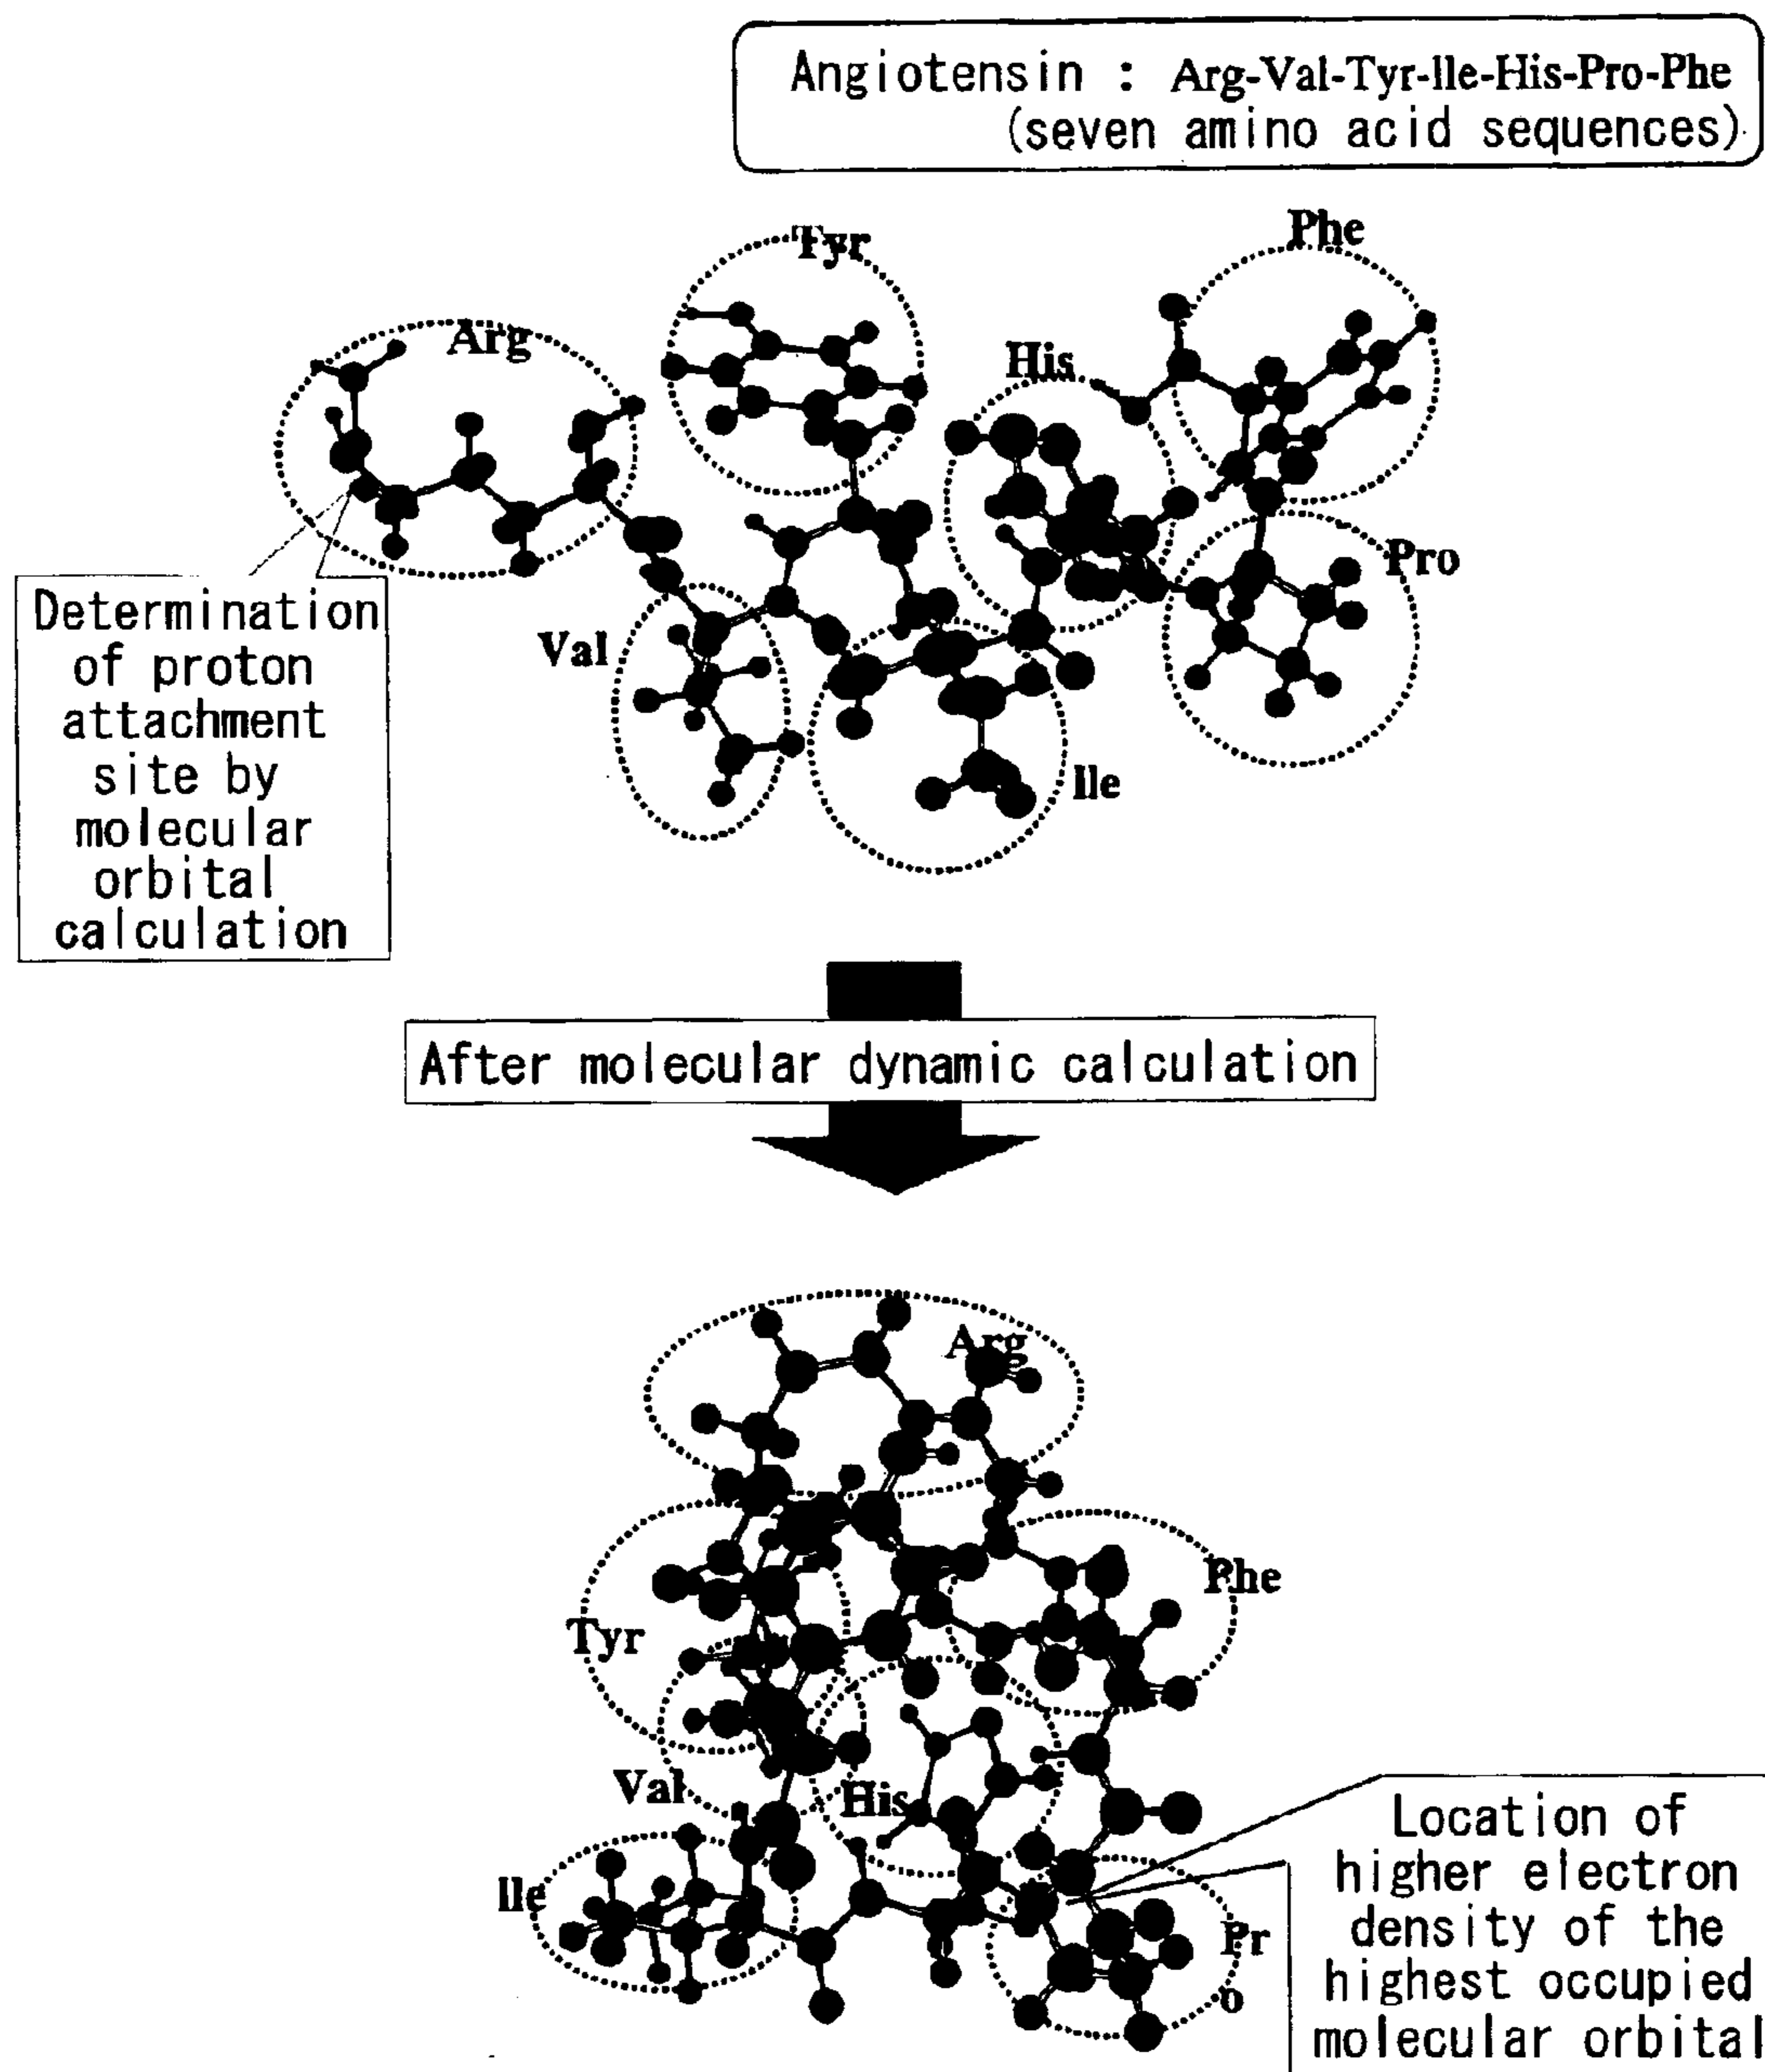 Angiotensin : Arg-Val-Tyr-Ile-His-Pro-Phe
(seven amino acid sequences)
Tyr
Phe
Arg
His
Pro
Val
Ile
Determination
of proton
attachment
site by
molecular
orbital
calculation
After molecular dynamic calculation
Arg
Phe
Tyr
Val
His
Ile
Pr
o
Location of
higher electron
density of the
highest occupied
molecular orbital